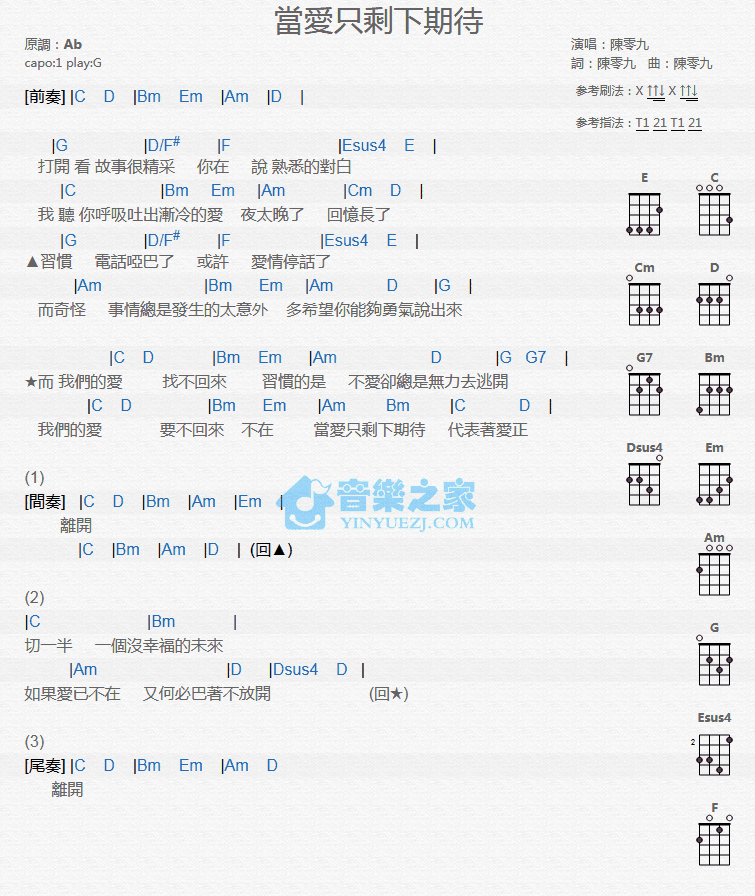 當愛只剩下期待
原調：Ab
capo:1 play:G
演唱：陳零九
詞：陳零九 曲：陳零九
參考刷法：X ↑↑↓ X ↑↑↓
參考指法：T1 21 T1 21
[前奏] |C D |Bm Em |Am |D |
|G |D/F# |F |Esus4 E |
打開 看 故事很精采 你在 說 熟悉的對白
|C |Bm Em |Am |Cm D |
我 聽 你呼吸吐出漸冷的愛 夜太晚了 回憶長了
|G |D/F# |F |Esus4 E |
▲習慣 電話啞巴了 或許 愛情停話了
|Am |Bm Em |Am D |G |
而奇怪 事情總是發生的太意外 多希望你能夠勇氣說出來
|C D |Bm Em |Am D |G G7 |
★而 我們的愛 找不回來 習慣的是 不愛卻總是無力去逃開
|C D |Bm Em |Am Bm |C D |
我們的愛 要不回來 不在 當愛只剩下期待 代表著愛正
(1)
[間奏] |C D |Bm |Am |Em |
離開
|C |Bm |Am |D | (回▲)
(2)
|C |Bm |
切一半 一個沒幸福的未來
|Am |D |Dsus4 D |
如果愛已不在 又何必巴著不放開 (回★)
(3)
[尾奏] |C D |Bm Em |Am D
離開
音樂之家
YINYUEZJ.COM
E C
Cm D
G7 Bm
Dsus4 Em
Am
G
Esus4
2
F